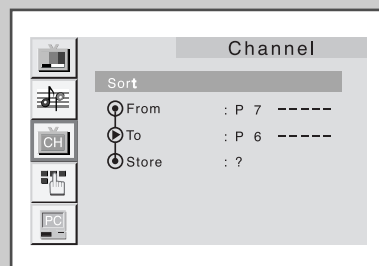 Channel
Sort
From : P 7 -----
To : P 6 -----
CH
Store : ?
PC